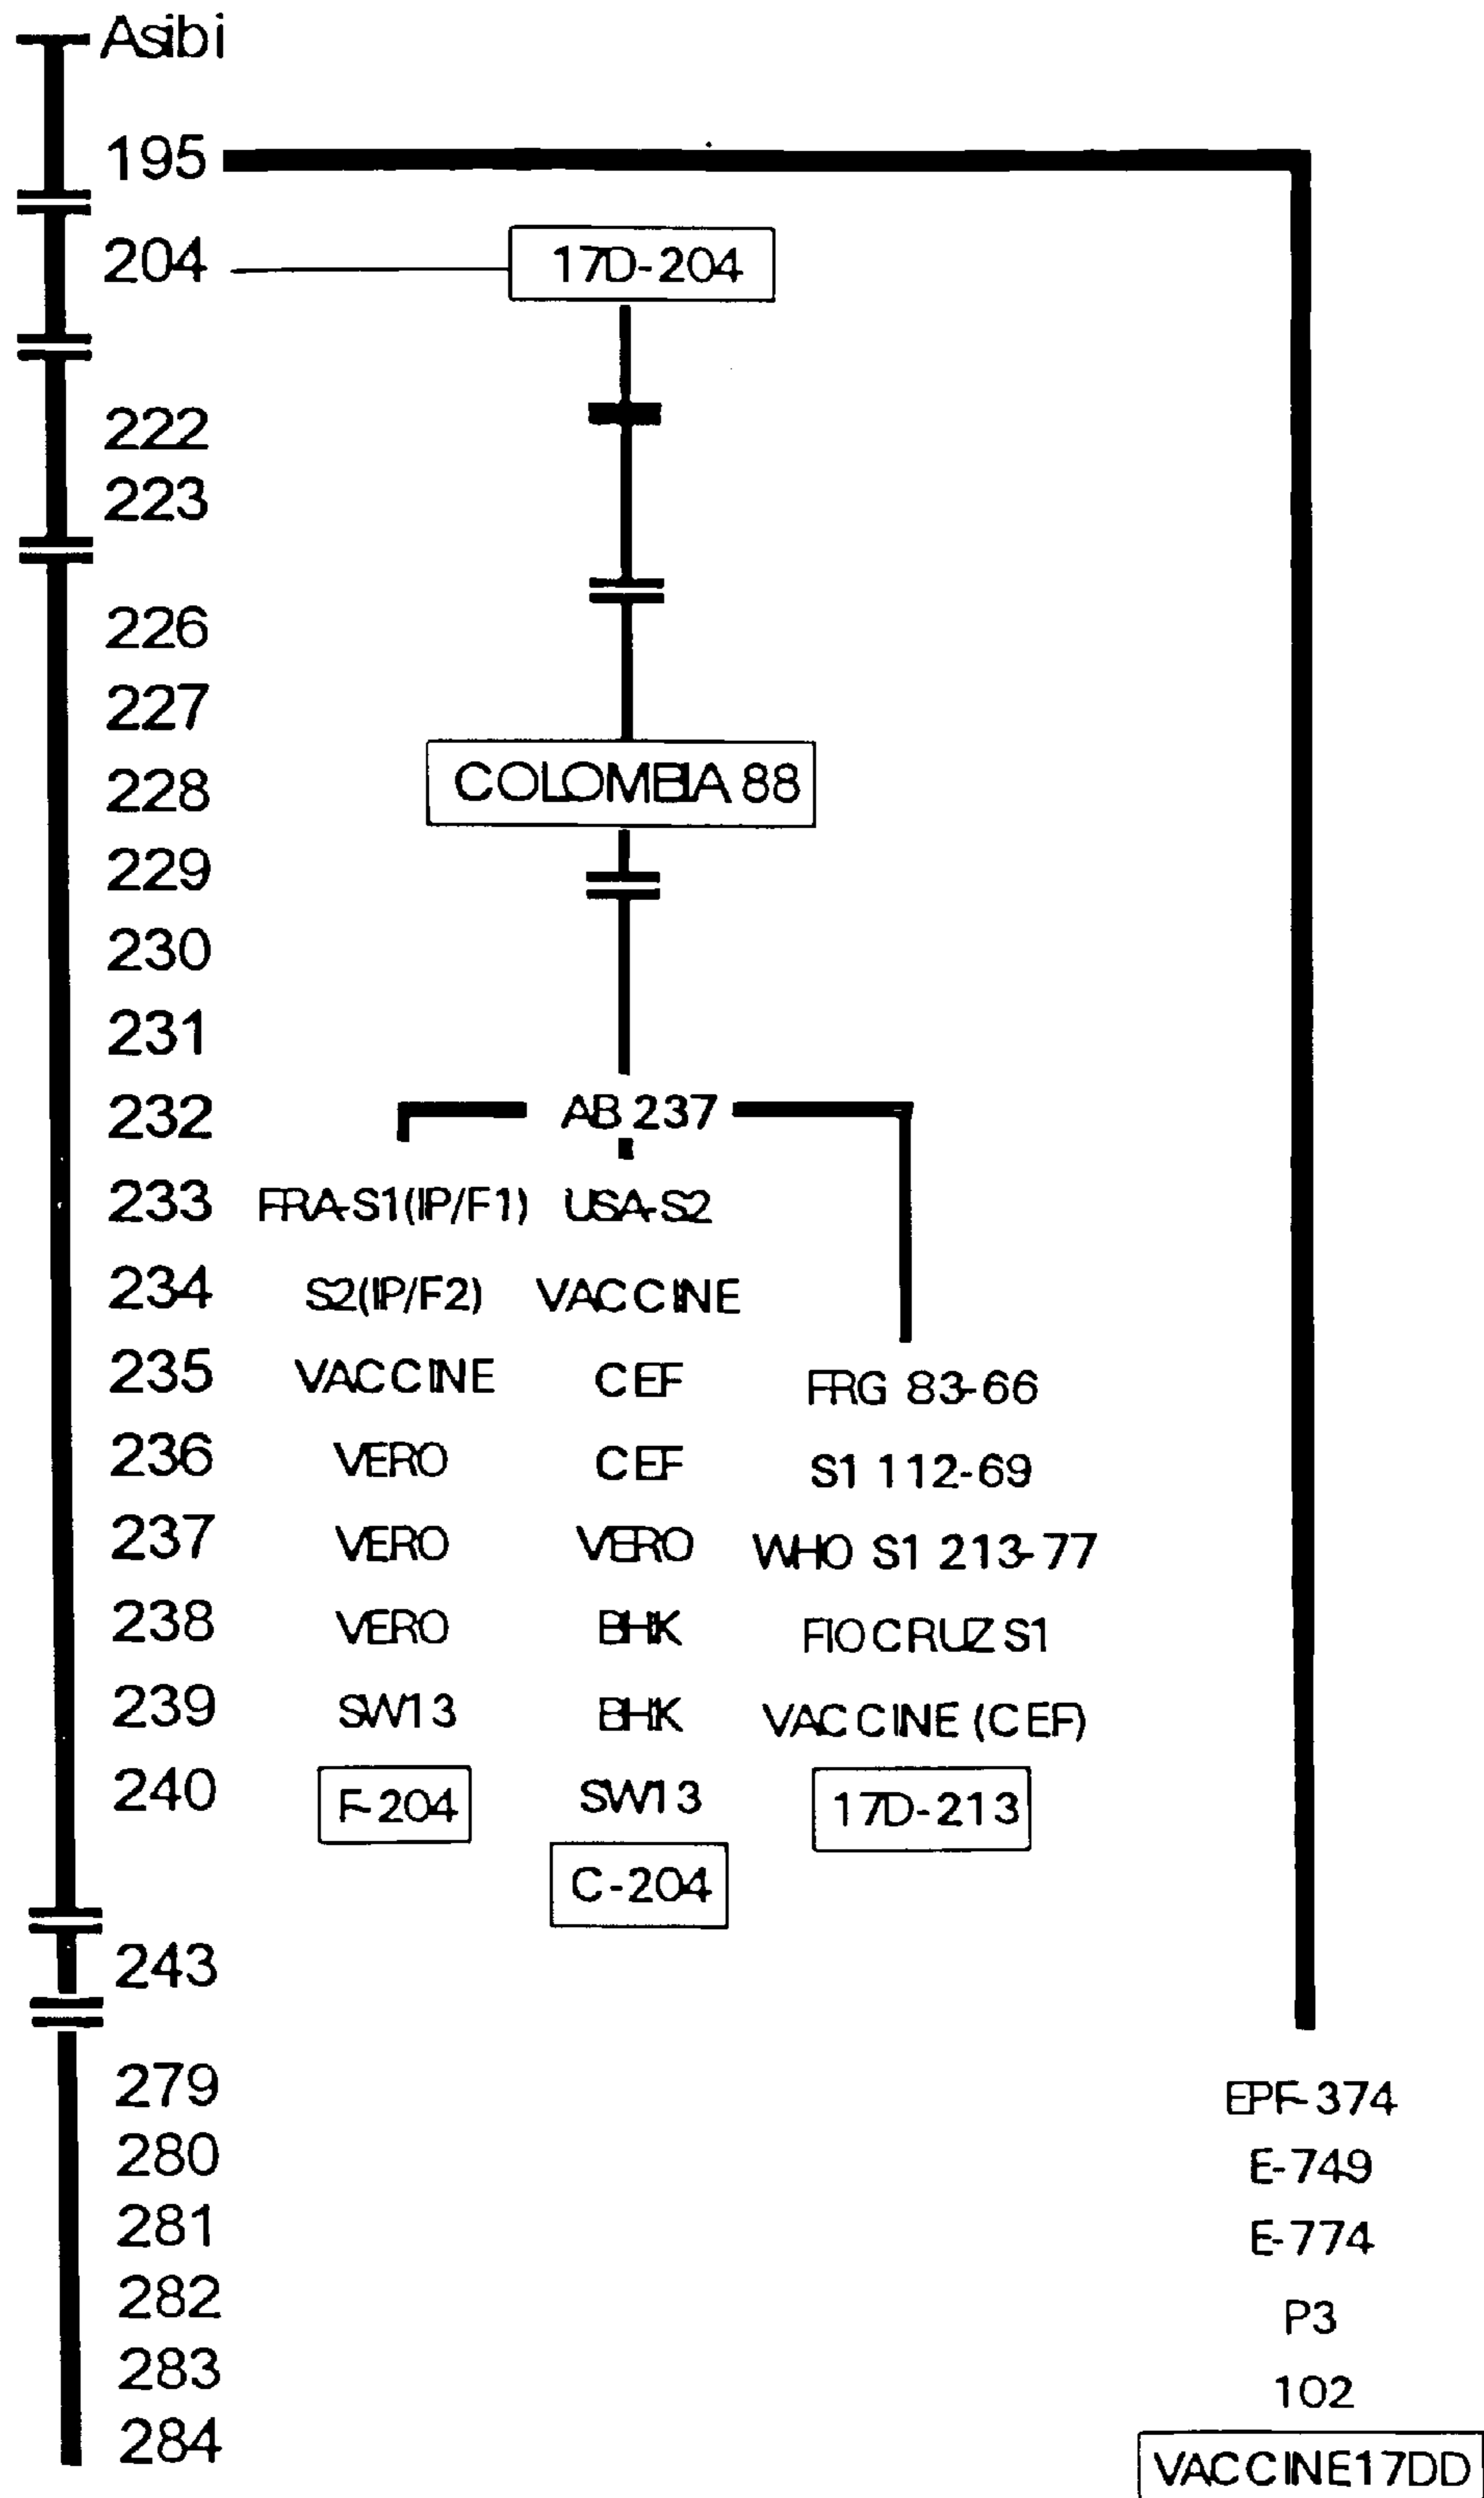 Asibi
195
204 17D-204
222
223
226
227
228 COLOMBIA 88
229
230
231
232 AB 237
233 FRA-S1(IP/F1) USA-S2
234 S2(IP/F2) VACCINE
235 VACCINE CEF FRG 83-66
236 VERO CEF S1 112-69
237 VERO VERO WHO S1 213-77
238 VERO BHK FIOCRUZ S1
239 SW13 BHK VACCINE (CEF)
240 F-204 SW13 17D-213
C-204
243
279 EPF-374
280 E-749
281 E-774
282 P3
283 102
284 VACCINE17DD